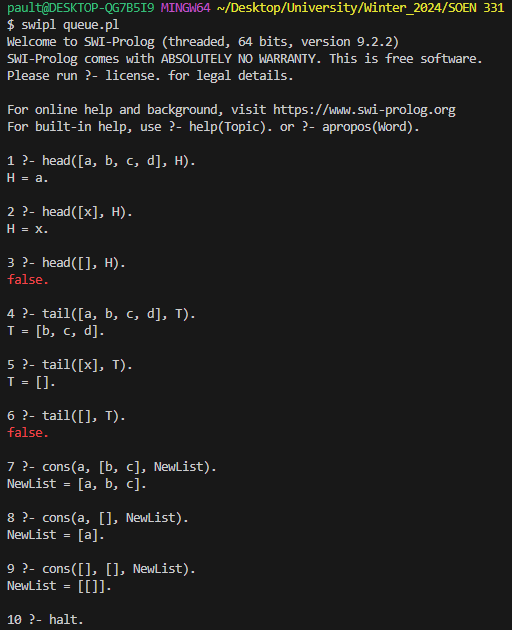 pault@DESKTOP-QG7B5I9 MINGW64 ~/Desktop/University/Winter_2024/SOEN 331
$ swipl queue.pl
Welcome to SWI-Prolog (threaded, 64 bits, version 9.2.2)
SWI-Prolog comes with ABSOLUTELY NO WARRANTY. This is free software.
Please run ?- license. for legal details.

For online help and background, visit https://www.swi-prolog.org
For built-in help, use ?- help(Topic). or ?- apropos(Word).

1 ?- head([a, b, c, d], H).
H = a.

2 ?- head([x], H).
H = x.

3 ?- head([], H).
false.

4 ?- tail([a, b, c, d], T).
T = [b, c, d].

5 ?- tail([x], T).
T = [].

6 ?- tail([], T).
false.

7 ?- cons(a, [b, c], NewList).
NewList = [a, b, c].

8 ?- cons(a, [], NewList).
NewList = [a].

9 ?- cons([], [], NewList).
NewList = [[]].

10 ?- halt.